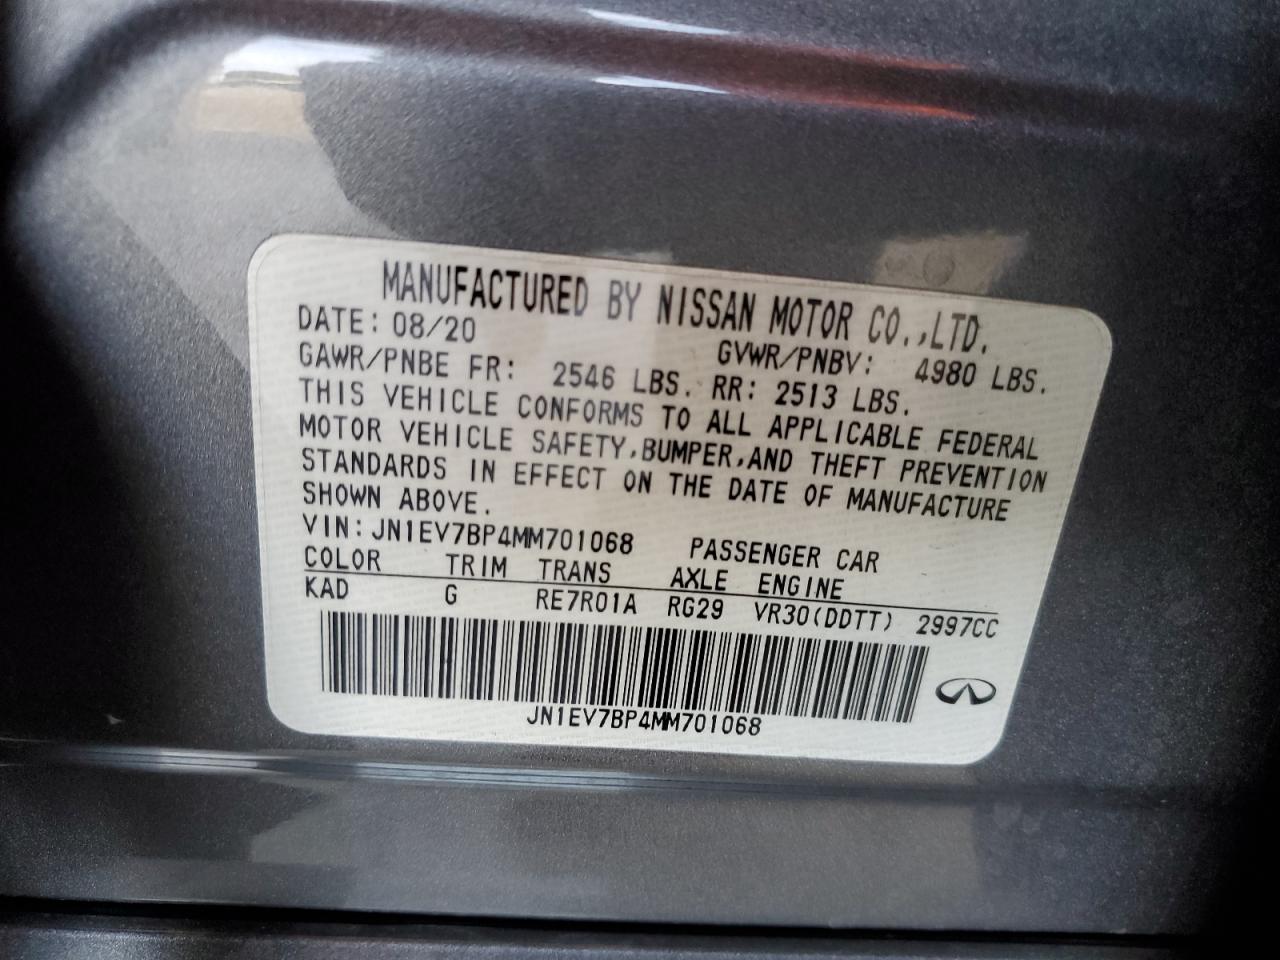 MANUFACTURED BY NISSAN MOTOR CO.,LTD.
DATE: 08/20 GVWR/PNBV: 4980 LBS.
GAWR/PNBE FR: 2546 LBS. RR: 2513 LBS.
THIS VEHICLE CONFORMS TO ALL APPLICABLE FEDERAL
MOTOR VEHICLE SAFETY,BUMPER,AND THEFT PREVENTION
STANDARDS IN EFFECT ON THE DATE OF MANUFACTURE
SHOWN ABOVE.
VIN:JN1EV7BP4MM701068 PASSENGER CAR
COLOR TRIM TRANS AXLE ENGINE
KAD G RE7R01A RG29 VR30(DDTT) 2997CC
JN1EV7BP4MM701068